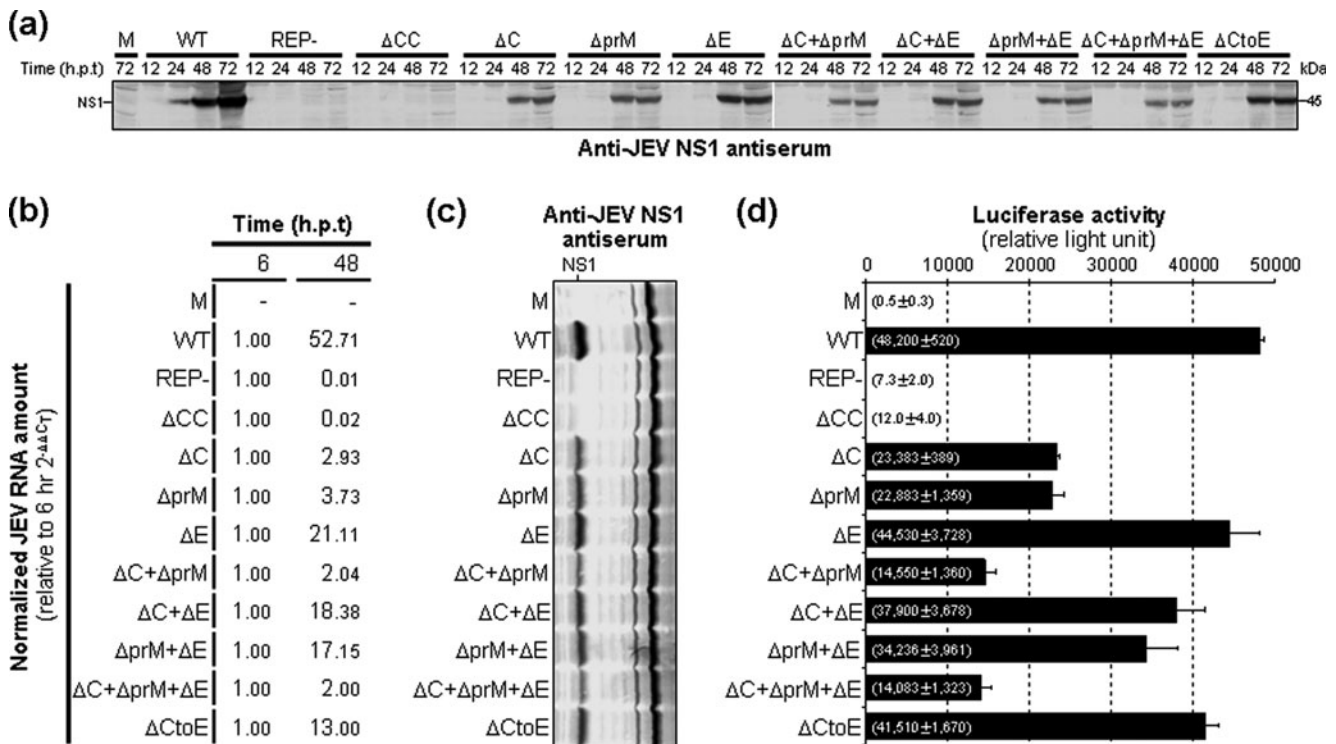 (a)
M WT REP- ΔCC ΔC ΔprM ΔE ΔC+ΔprM ΔC+ΔE ΔprM+ΔE ΔC+ΔprM+ΔE ΔCtoE
Time (h.p.t) 72 12 24 48 72 12 24 48 72 12 24 48 72 12 24 48 72 12 24 48 72 12 24 48 72 12 24 48 72 12 24 48 72 12 24 48 72 12 24 48 72 12 24 48 72 kDa
NS1 45
Anti-JEV NS1 antiserum
(b)
Time (h.p.t)
6 48
Normalized JEV RNA amount
(relative to 6 hr 2-ΔΔCT)
M - -
WT 1.00 52.71
REP- 1.00 0.01
ΔCC 1.00 0.02
ΔC 1.00 2.93
ΔprM 1.00 3.73
ΔE 1.00 21.11
ΔC+ΔprM 1.00 2.04
ΔC+ΔE 1.00 18.38
ΔprM+ΔE 1.00 17.15
ΔC+ΔprM+ΔE 1.00 2.00
ΔCtoE 1.00 13.00
(c)
Anti-JEV NS1
antiserum
NS1
M
WT
REP-
ΔCC
ΔC
ΔprM
ΔE
ΔC+ΔprM
ΔC+ΔE
ΔprM+ΔE
ΔC+ΔprM+ΔE
ΔCtoE
(d)
Luciferase activity
(relative light unit)
0 10000 20000 30000 40000 50000
M (0.5±0.3)
WT (48,200±520)
REP- (7.3±2.0)
ΔCC (12.0±4.0)
ΔC (23,383±389)
ΔprM (22,883±1,359)
ΔE (44,530±3,728)
ΔC+ΔprM (14,550±1,360)
ΔC+ΔE (37,900±3,678)
ΔprM+ΔE (34,236±3,961)
ΔC+ΔprM+ΔE (14,083±1,323)
ΔCtoE (41,510±1,670)